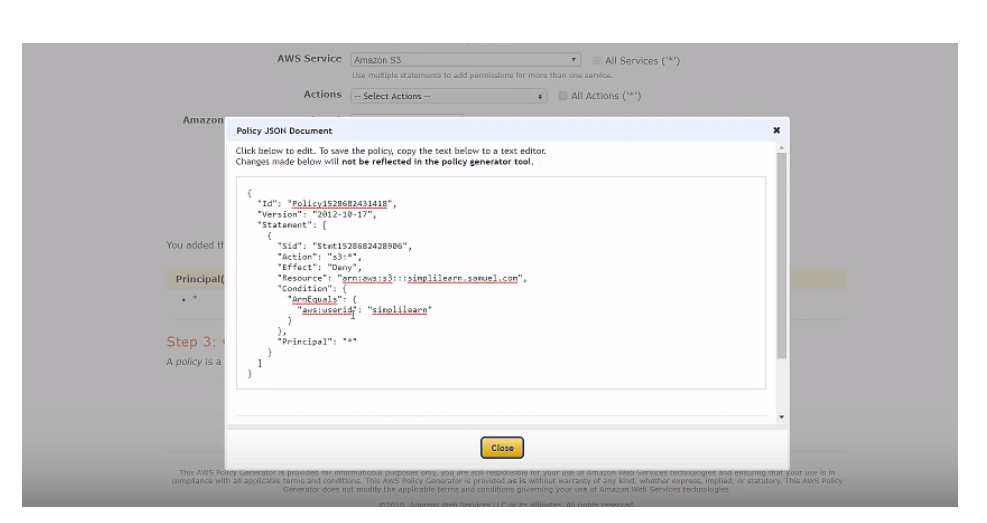 AWS Service Amazon S3 All Services ('*')
Use multiple statements to add permissions for more than one service.
Actions -- Select Actions -- All Actions ('*')
Amazon
Policy JSON Document ×
Click below to edit. To save the policy, copy the text below to a text editor.
Changes made below will not be reflected in the policy generator tool.
{
"Id": "Policy1528682431418",
"Version": "2012-10-17",
"Statement": [
{
"Sid": "Stmt1528682428906",
"Action": "s3:*",
"Effect": "Deny",
"Resource": "arn:aws:s3:::simplilearn.samuel.com",
"Condition": {
"ArnEquals": {
"aws:userid": "simplilearn"
}
},
"Principal": "*"
}
]
}
You added th
Principal(
• *
Step 3:
A policy is a
Close
This AWS Policy Generator is provided for informational purposes only, you are still responsible for your use of Amazon Web Services technologies and ensuring that your use is in
compliance with all applicable terms and conditions. This AWS Policy Generator is provided as is without warranty of any kind, whether express, implied, or statutory. This AWS Policy
Generator does not modify the applicable terms and conditions governing your use of Amazon Web Services technologies.
©2010, Amazon Web Services LLC or its affiliates. All rights reserved.